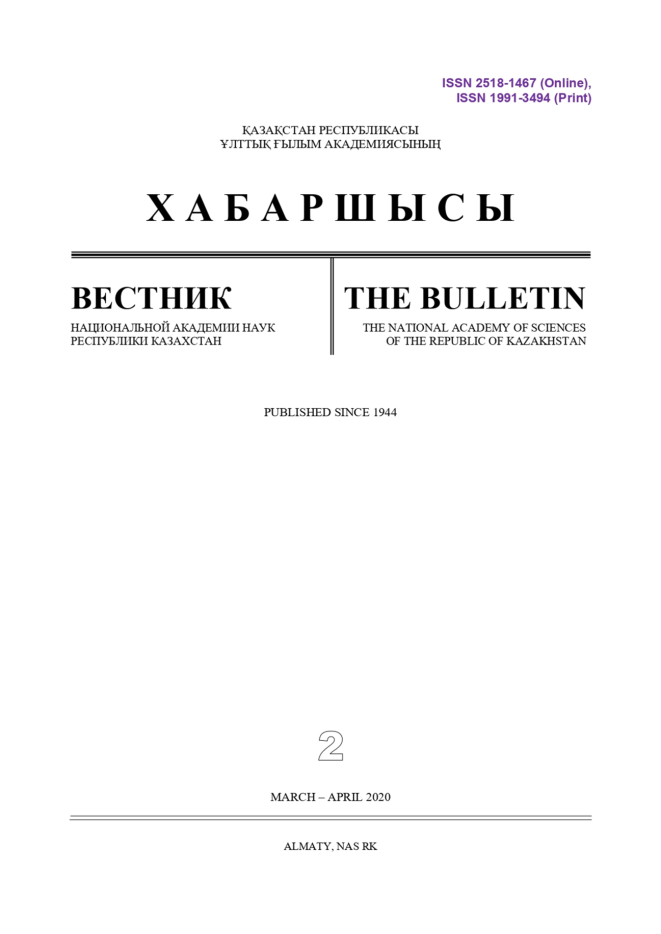 ISSN 2518-1467 (Online),
ISSN 1991-3494 (Print)
ҚАЗАҚСТАН РЕСПУБЛИКАСЫ
ҰЛТТЫҚ ҒЫЛЫМ АКАДЕМИЯСЫНЫҢ
Х А Б А Р Ш Ы С Ы
ВЕСТНИК
НАЦИОНАЛЬНОЙ АКАДЕМИИ НАУК
РЕСПУБЛИКИ КАЗАХСТАН
THE BULLETIN
THE NATIONAL ACADEMY OF SCIENCES
OF THE REPUBLIC OF KAZAKHSTAN
PUBLISHED SINCE 1944
2
MARCH – APRIL 2020
ALMATY, NAS RK